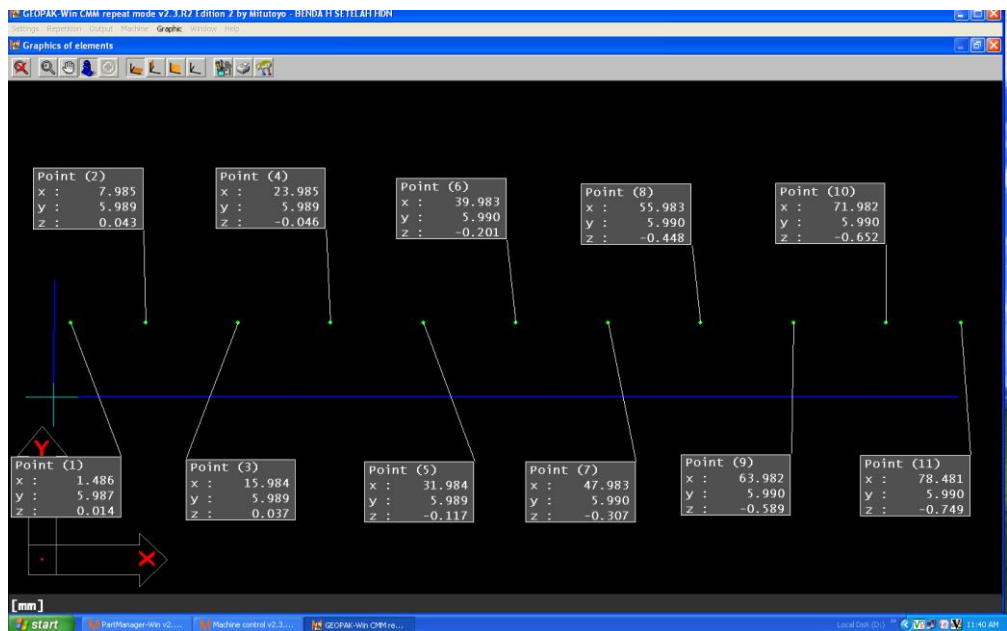 GEOPAK-Win CMM repeat mode v2.3.R2 Edition 2 by Mitutoyo - BENDA H SETELAH HDN
Settings Repetition Output Machine Graphic Window Help
Graphics of elements
Point (2)
x : 7.985
y : 5.989
z : 0.043
Point (4)
x : 23.985
y : 5.989
z : -0.046
Point (6)
x : 39.983
y : 5.990
z : -0.201
Point (8)
x : 55.983
y : 5.990
z : -0.448
Point (10)
x : 71.982
y : 5.990
z : -0.652
Y
Point (1)
x : 1.486
y : 5.987
z : 0.014
Point (3)
x : 15.984
y : 5.989
z : 0.037
Point (5)
x : 31.984
y : 5.989
z : -0.117
Point (7)
x : 47.983
y : 5.990
z : -0.307
Point (9)
x : 63.982
y : 5.990
z : -0.589
Point (11)
x : 78.481
y : 5.990
z : -0.749
X
[mm]
start PartManager-Win v2.... Machine control v2.3.... GEOPAK-Win CMM re... Local Disk (D:) 11:40 AM